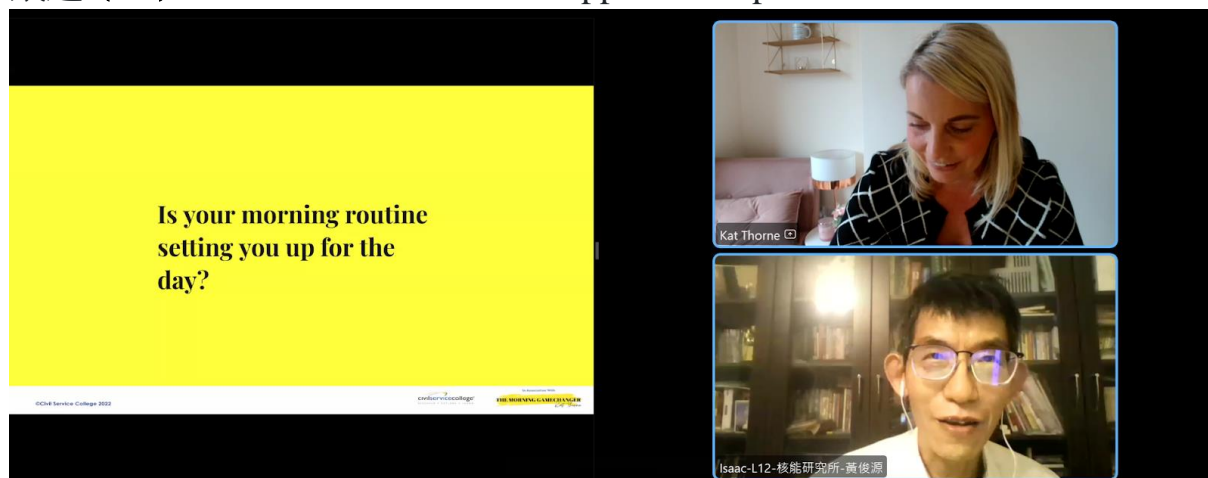 Is your morning routine
setting you up for the
day?
©Civil Service College 2022
civilservicecollege
THE MORNING GAMECHANGER
Kat Thorne
Isaac-L12-核能研究所-黃俊源